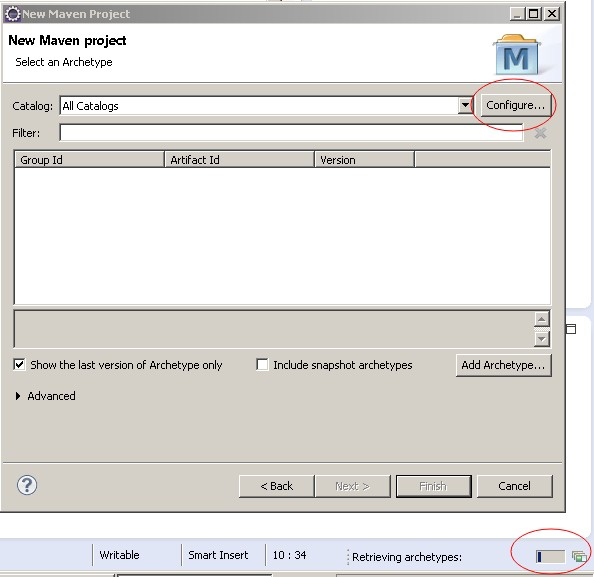 New Maven Project
New Maven project
Select an Archetype
M
Catalog: All Catalogs Configure...
Filter:
Group Id Artifact Id Version
Show the last version of Archetype only Include snapshot archetypes Add Archetype...
Advanced
? < Back Next > Finish Cancel
Writable Smart Insert 10 : 34 Retrieving archetypes: